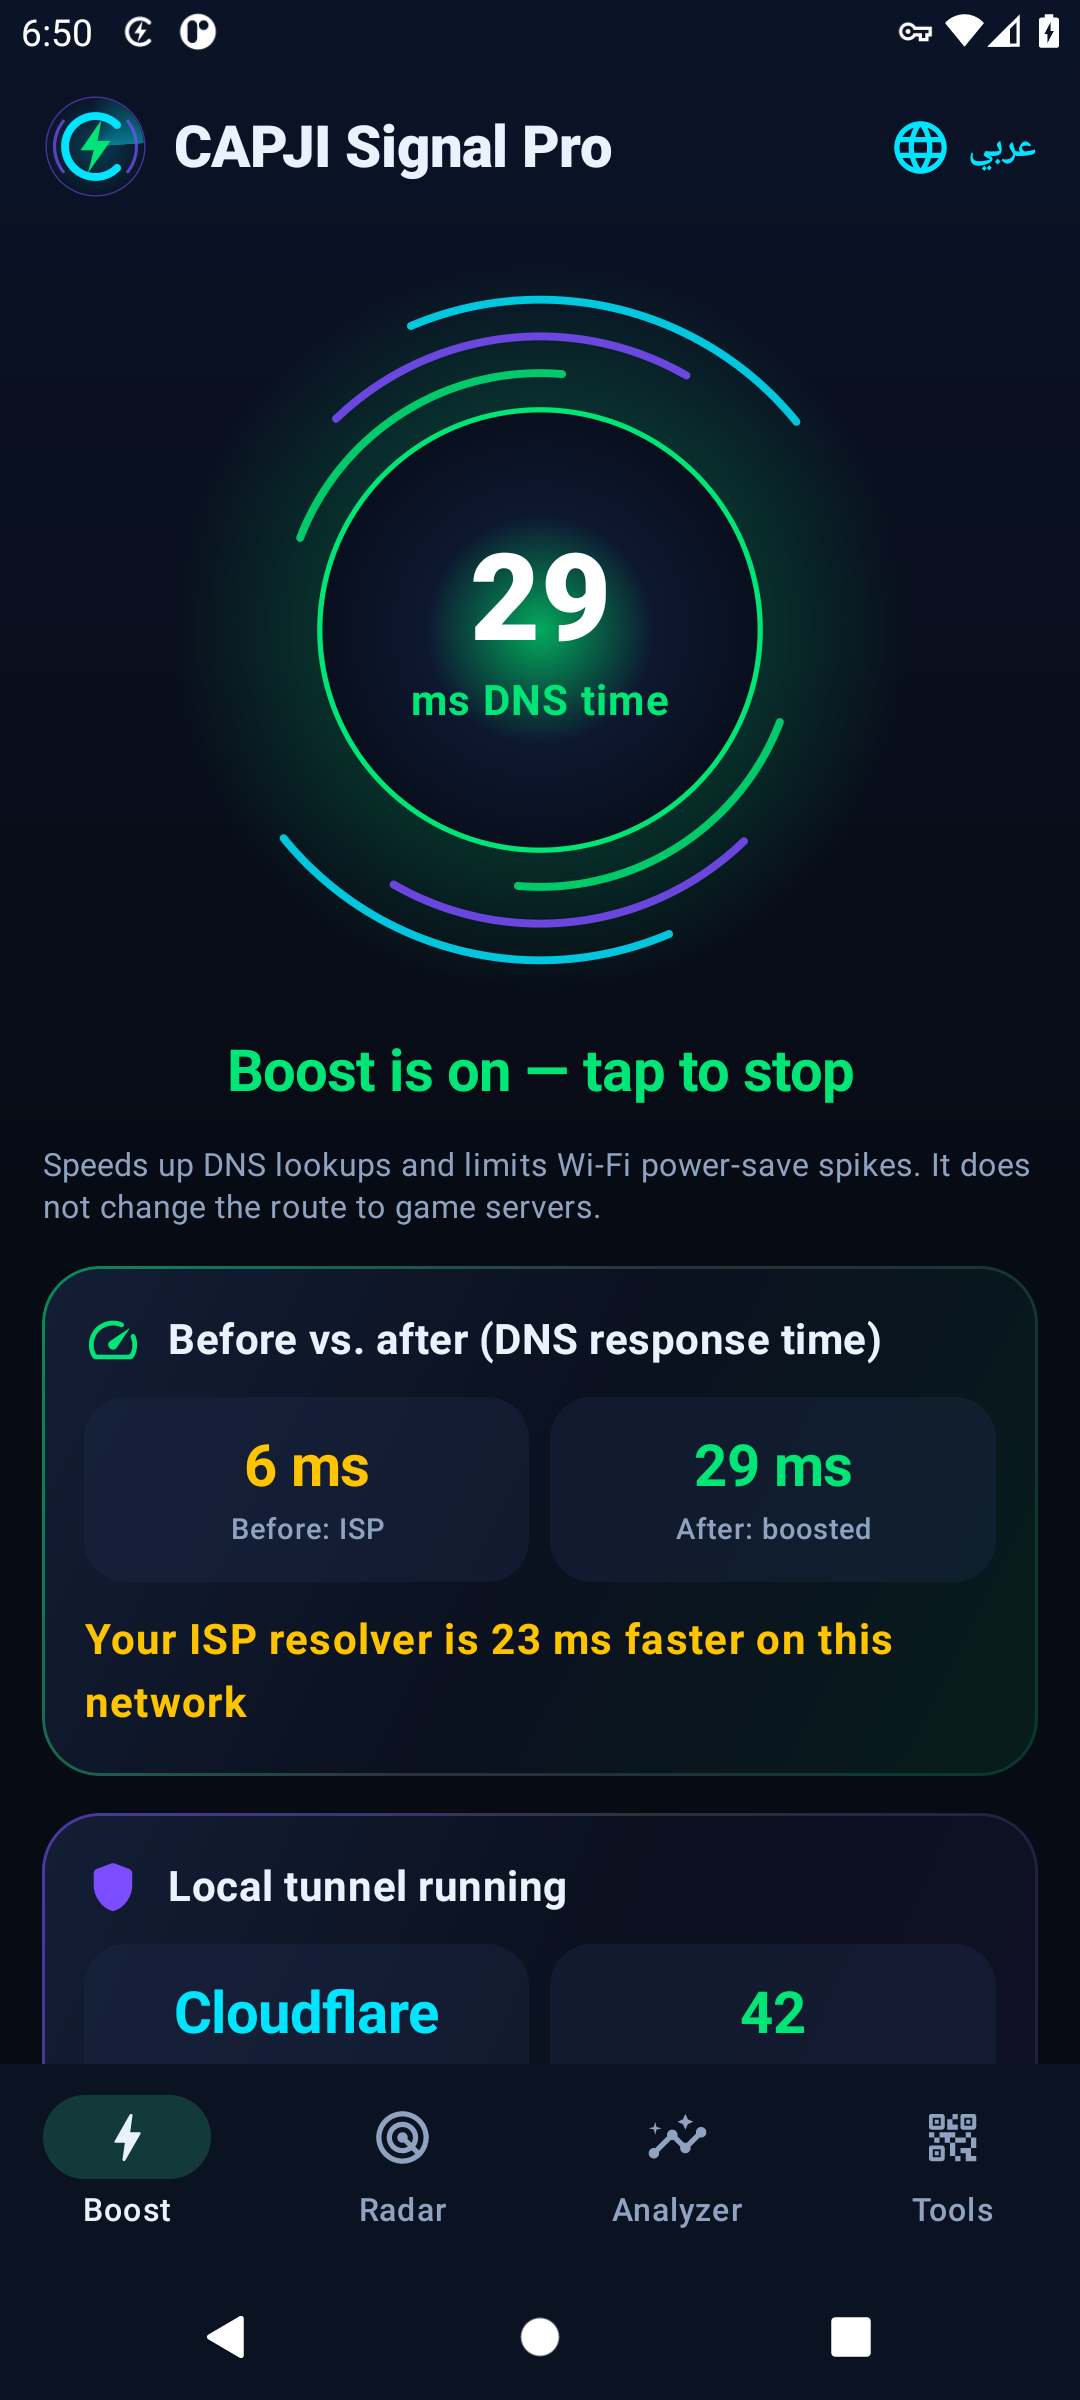 6:50
CAPJI Signal Pro
عربي
29
ms DNS time
Boost is on — tap to stop
Speeds up DNS lookups and limits Wi-Fi power-save spikes. It does
not change the route to game servers.
Before vs. after (DNS response time)
6 ms
Before: ISP
29 ms
After: boosted
Your ISP resolver is 23 ms faster on this
network
Local tunnel running
Cloudflare
42
Boost
Radar
Analyzer
Tools